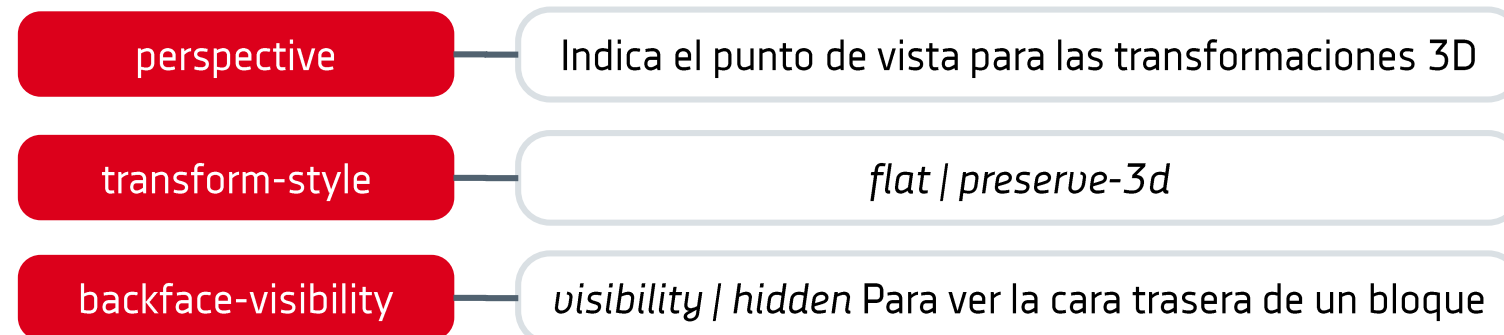 perspective Indica el punto de vista para las transformaciones 3D
transform-style flat | preserve-3d
backface-visibility visibility | hidden Para ver la cara trasera de un bloque